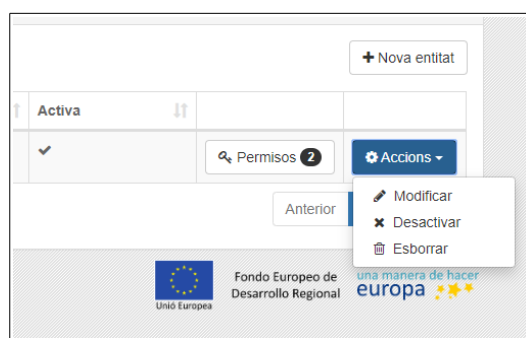 Nova entitat
Activa
Permisos 2
Accions
Modificar
Anterior
Desactivar
Esborrar
Fondo Europeo de
Desarrollo Regional
una manera de hacer
europa
Unió Europea